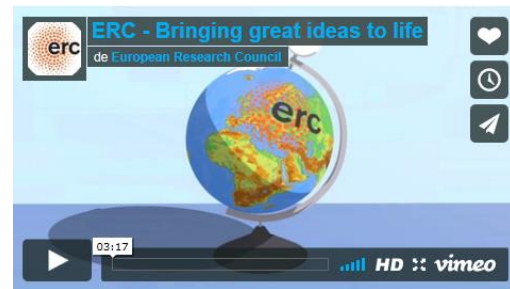 erc
ERC - Bringing great ideas to life
de European Research Council
erc
03:17
HD vimeo